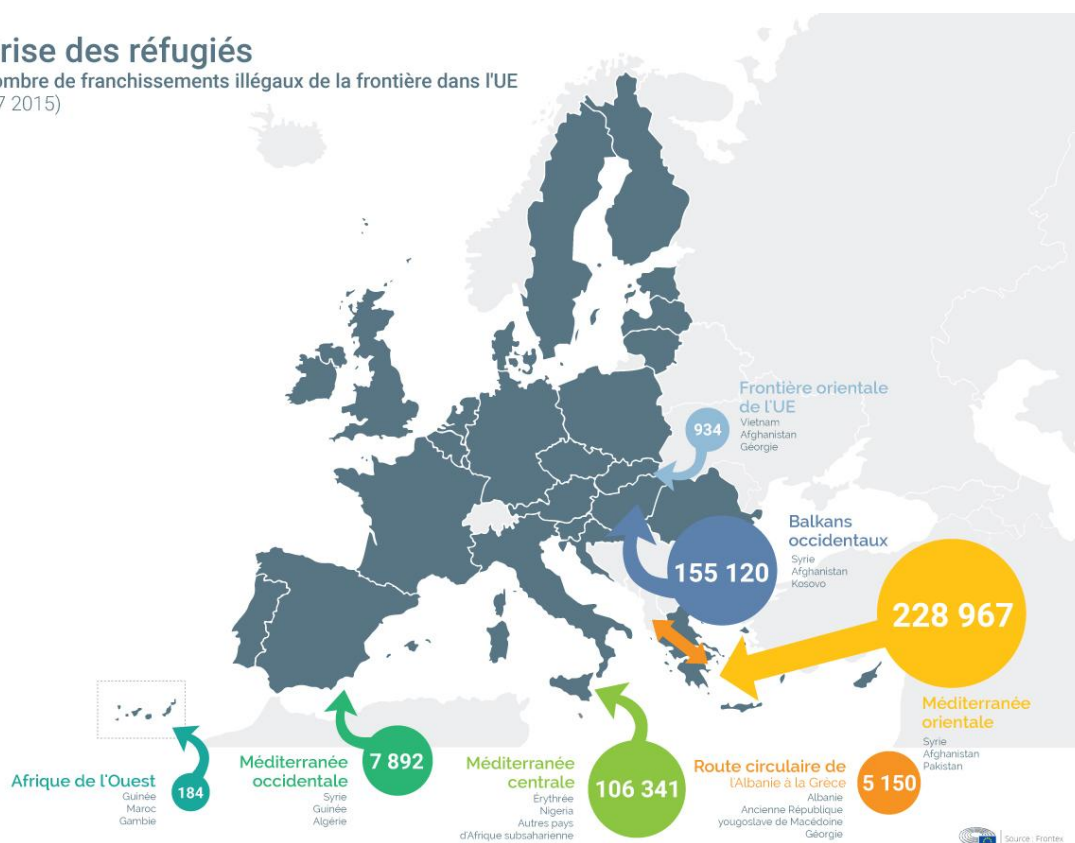 rise des réfugiés
ombre de franchissements illégaux de la frontière dans l'UE
7 2015)
Frontière orientale
de l'UE
934
Vietnam
Afghanistan
Géorgie
Balkans
occidentaux
155 120
Syrie
Afghanistan
Kosovo
228 967
Méditerranée
orientale
Syrie
Afghanistan
Pakistan
Afrique de l'Ouest
184
Guinée
Maroc
Gambie
Méditerranée
occidentale
7 892
Syrie
Guinée
Algérie
Méditerranée
centrale
106 341
Érythrée
Nigeria
Autres pays
d'Afrique subsaharienne
Route circulaire de
l'Albanie à la Grèce
5 150
Albanie
Ancienne République
yougoslave de Macédoine
Géorgie
Source : Frontex